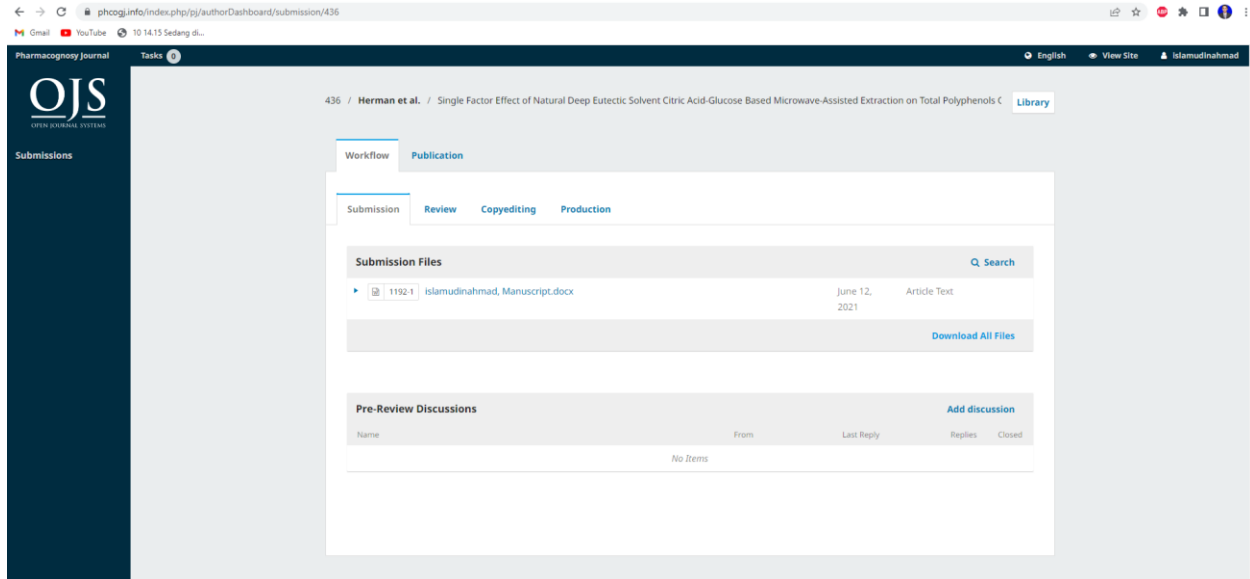 phcogj.info/index.php/pj/authorDashboard/submission/436
ABP
Gmail YouTube 10 14.15 Sedang di...
Pharmacognosy Journal Tasks 0 English View Site islamudinahmad
OJS
OPEN JOURNAL SYSTEMS
Submissions
436 / Herman et al. / Single Factor Effect of Natural Deep Eutectic Solvent Citric Acid-Glucose Based Microwave-Assisted Extraction on Total Polyphenols C
Library
Workflow Publication
Submission Review Copyediting Production
Submission Files Search
1192-1 islamudinahmad, Manuscript.docx June 12, 2021 Article Text
Download All Files
Pre-Review Discussions Add discussion
Name From Last Reply Replies Closed
No Items